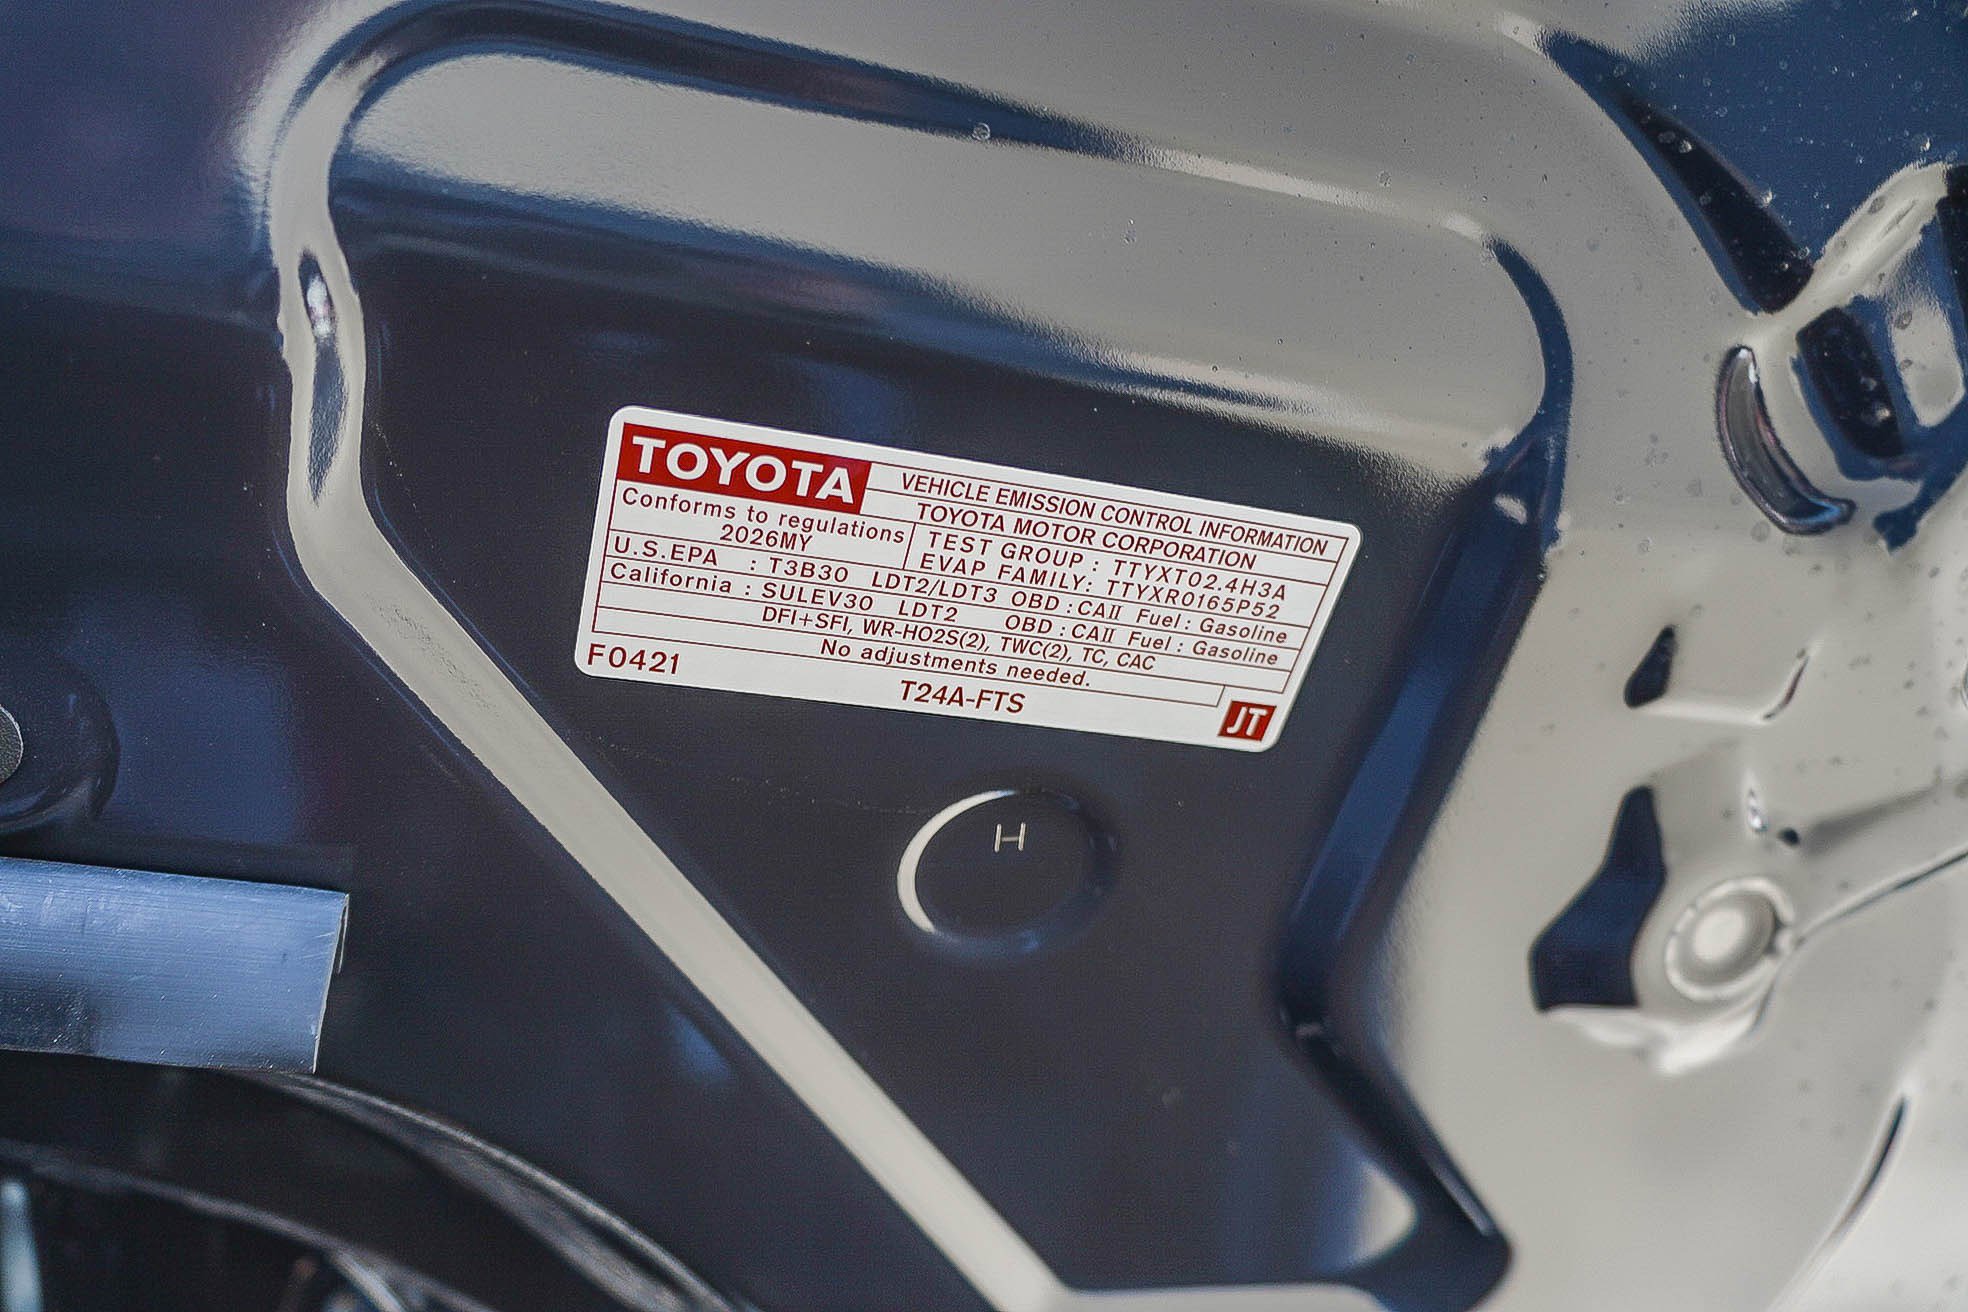 TOYOTA
VEHICLE EMISSION CONTROL INFORMATION
TOYOTA MOTOR CORPORATION
Conforms to regulations
2026MY
TEST GROUP : TTYXT02.4H3A
EVAP FAMILY: TTYXR0165P52
U.S.EPA : T3B30 LDT2/LDT3 OBD : CAII Fuel : Gasoline
California : SULEV30 LDT2 OBD : CAII Fuel : Gasoline
DFI+SFI, WR-HO2S(2), TWC(2), TC, CAC
No adjustments needed.
F0421
T24A-FTS
JT
H